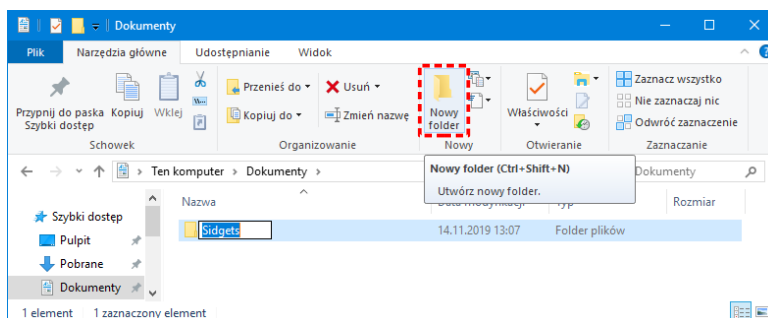 Dokumenty
Plik Narzędzia główne Udostępnianie Widok
Przypnij do paska Szybki dostęp
Kopiuj
Wklej
Przenieś do
Kopiuj do
Usuń
Zmień nazwę
Nowy folder
Właściwości
Zaznacz wszystko
Nie zaznaczaj nic
Odwróć zaznaczenie
Schowek Organizowanie Nowy Otwieranie Zaznaczanie
Ten komputer > Dokumenty >
Dokumenty
Nowy folder (Ctrl+Shift+N)
Utwórz nowy folder.
Nazwa Rozmiar
Szybki dostęp
Sidgets 14.11.2019 13:07 Folder plików
Pulpit
Pobrane
Dokumenty
1 element 1 zaznaczony element